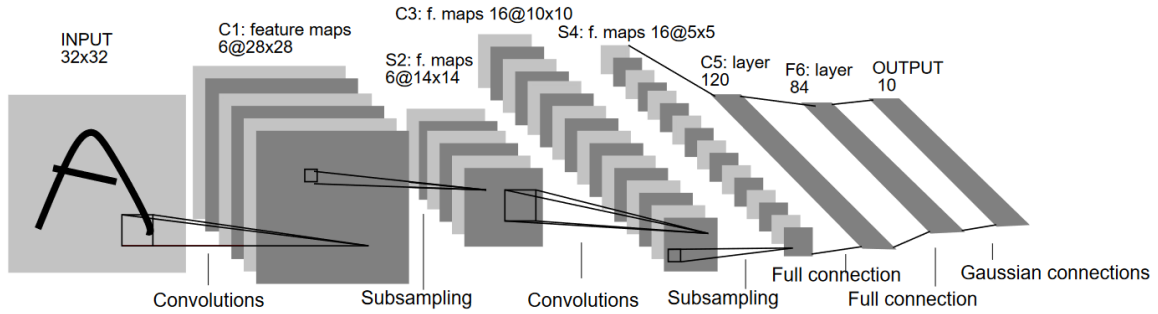 INPUT
32x32
C1: feature maps
6@28x28
S2: f. maps
6@14x14
C3: f. maps 16@10x10
S4: f. maps 16@5x5
C5: layer
120
F6: layer
84
OUTPUT
10
Convolutions
Subsampling
Convolutions
Subsampling
Full connection
Full connection
Gaussian connections